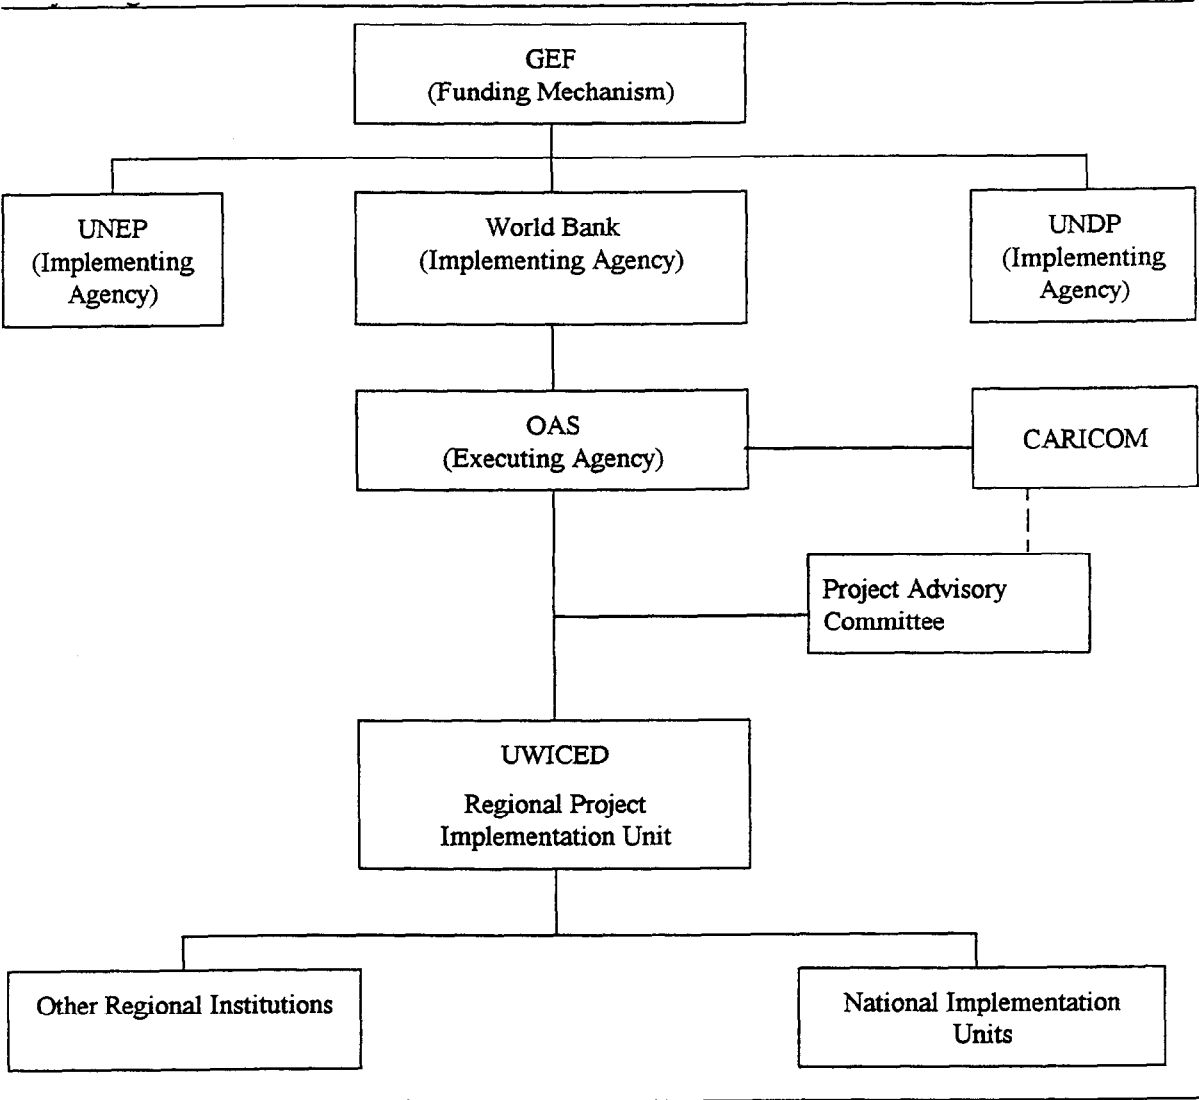 GEF
(Funding Mechanism)
UNEP
(Implementing
Agency)
World Bank
(Implementing Agency)
UNDP
(Implementing
Agency)
OAS
(Executing Agency)
CARICOM
Project Advisory
Committee
UWICED
Regional Project
Implementation Unit
Other Regional Institutions
National Implementation
Units